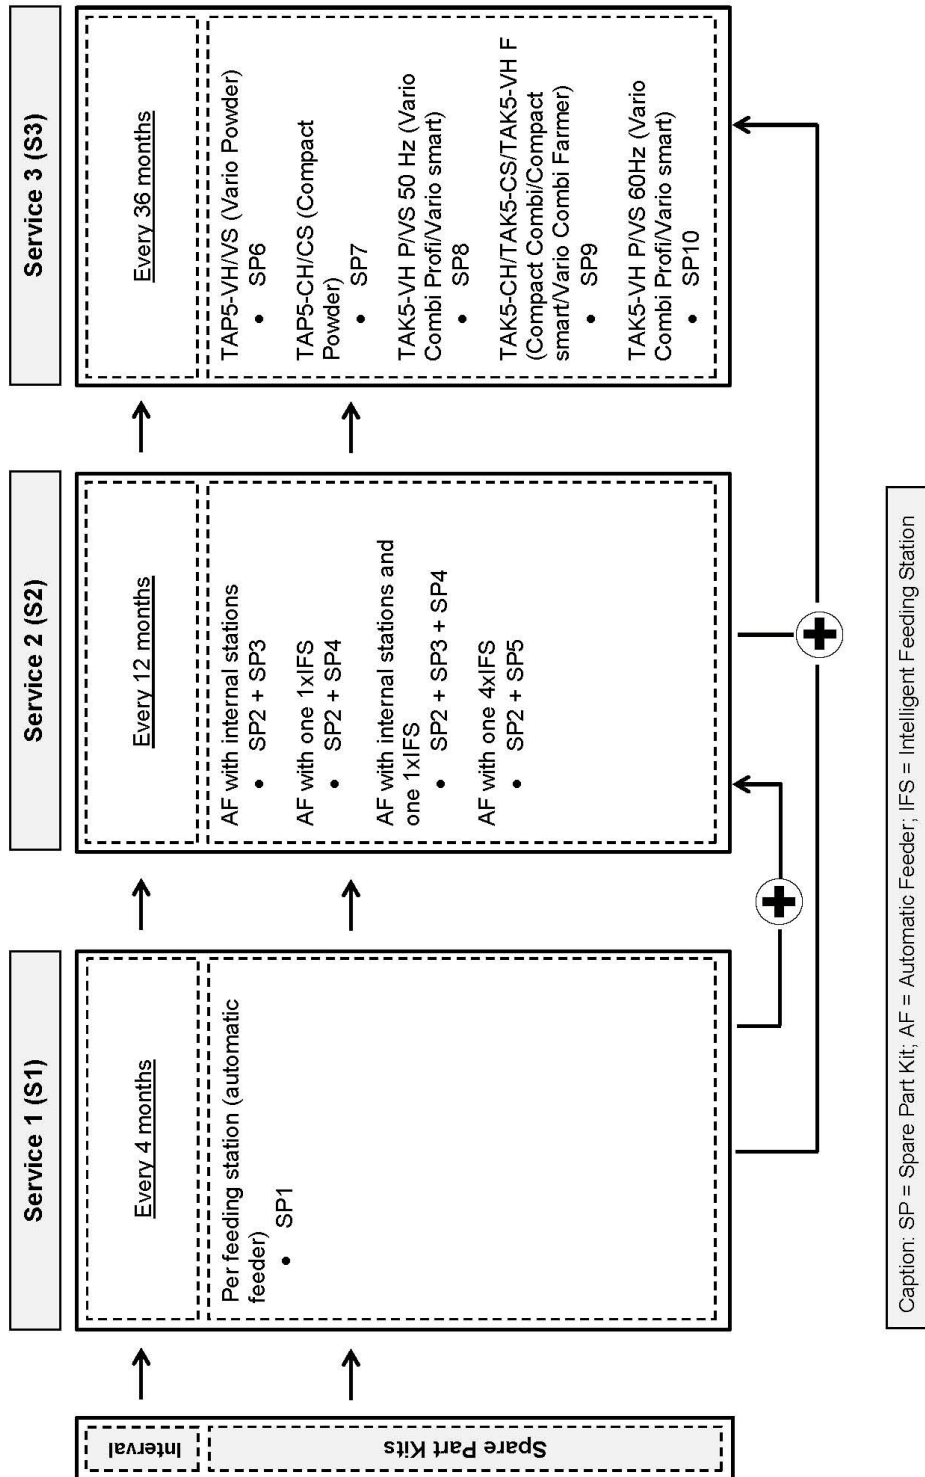 Service 1 (S1)
Service 2 (S2)
Service 3 (S3)
Interval
Every 4 months
Every 12 months
Every 36 months
Spare Part Kits
Per feeding station (automatic
feeder)
• SP1
AF with internal stations
• SP2 + SP3
AF with one 1xIFS
• SP2 + SP4
AF with internal stations and
one 1xIFS
• SP2 + SP3 + SP4
AF with one 4xIFS
• SP2 + SP5
TAP5-VH/VS (Vario Powder)
• SP6
TAP5-CH/CS (Compact
Powder)
• SP7
TAK5-VH P/VS 50 Hz (Vario
Combi Profi/Vario smart)
• SP8
TAK5-CH/TAK5-CS/TAK5-VH F
(Compact Combi/Compact
smart/Vario Combi Farmer)
• SP9
TAK5-VH P/VS 60Hz (Vario
Combi Profi/Vario smart)
• SP10
Caption: SP = Spare Part Kit; AF = Automatic Feeder; IFS = Intelligent Feeding Station